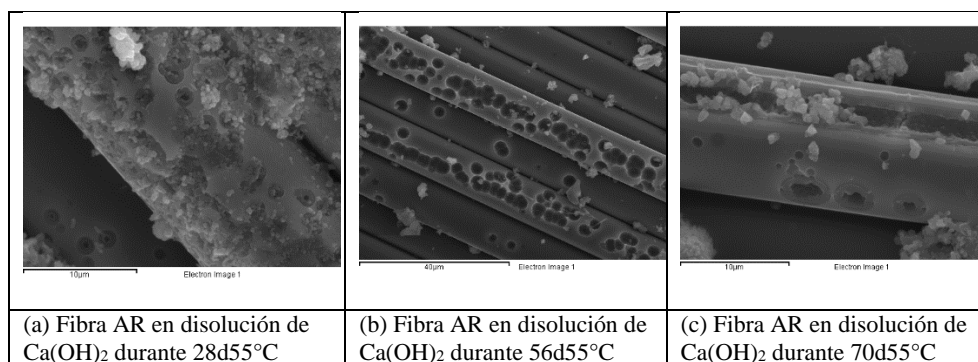 10µm Electron Image 1
40µm Electron Image 1
10µm Electron Image 1
(a) Fibra AR en disolución de
Ca(OH)₂ durante 28d55°C
(b) Fibra AR en disolución de
Ca(OH)₂ durante 56d55°C
(c) Fibra AR en disolución de
Ca(OH)₂ durante 70d55°C